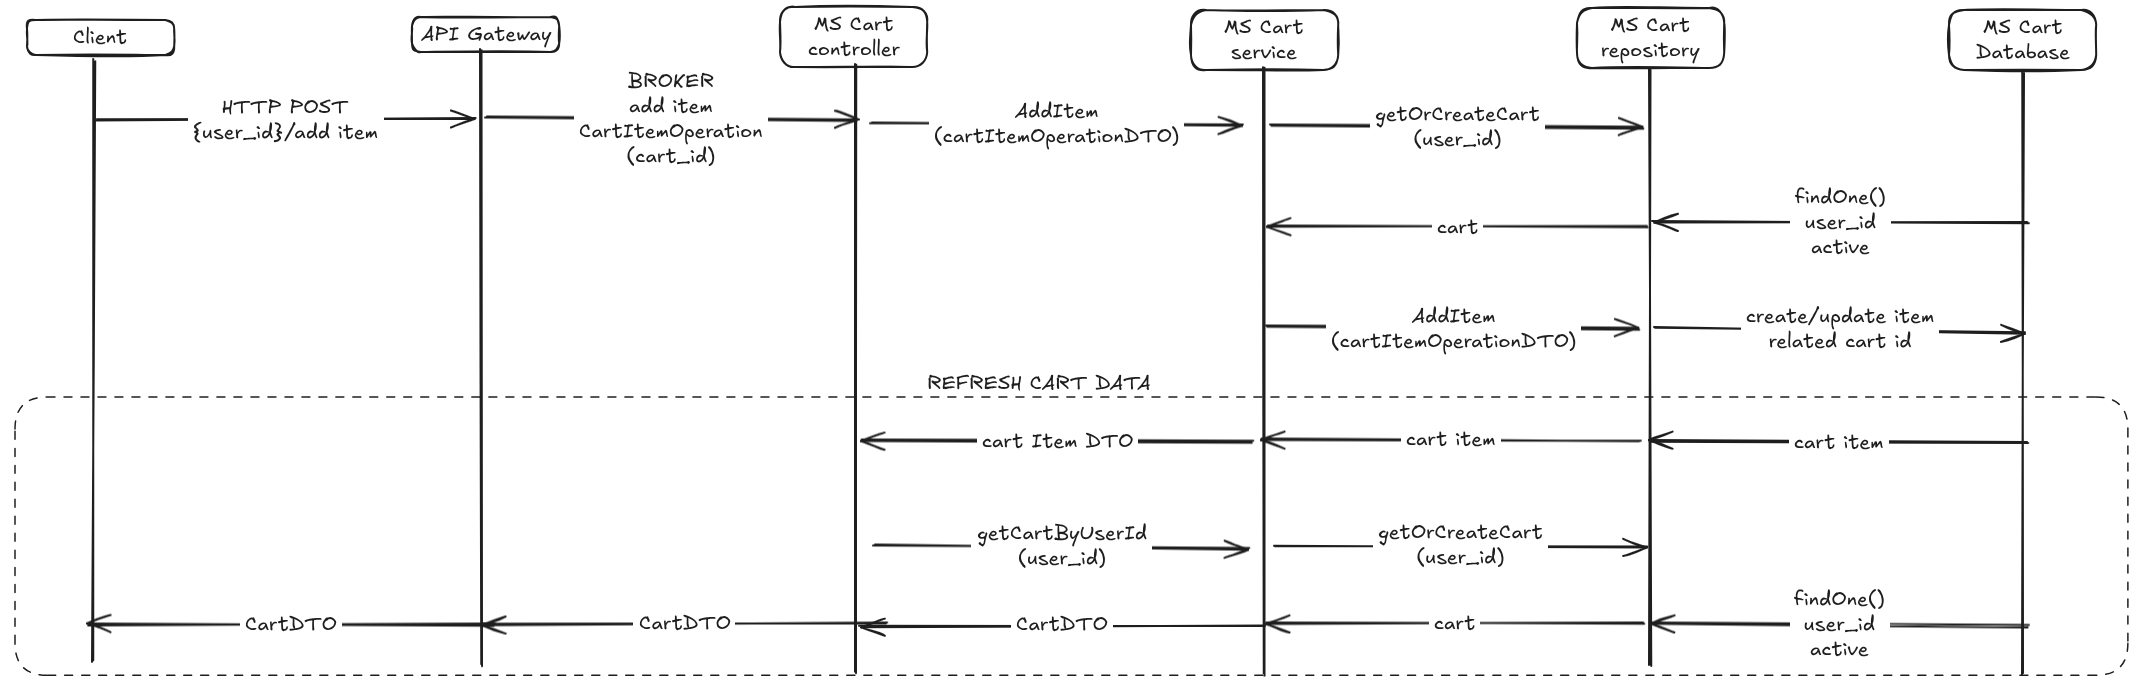 Client
API Gateway
MS Cart
controller
MS Cart
service
MS Cart
repository
MS Cart
Database
HTTP POST
{user_id}/add item
BROKER
add item
CartItemOperation
(cart_id)
AddItem
(cartItemOperationDTO)
getOrCreateCart
(user_id)
findOne()
user_id
active
cart
AddItem
(cartItemOperationDTO)
create/update item
related cart id
REFRESH CART DATA
cart Item DTO
cart item
cart item
getCartByUserId
(user_id)
getOrCreateCart
(user_id)
findOne()
user_id
active
CartDTO
CartDTO
CartDTO
cart